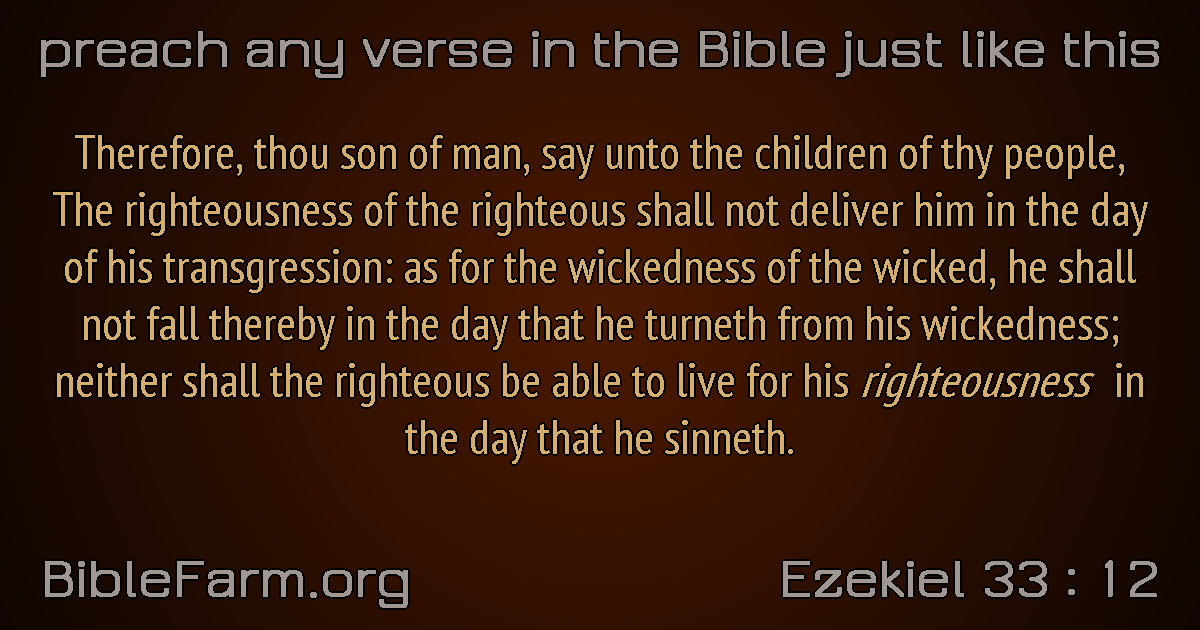 preach any verse in the Bible just like this
Therefore, thou son of man, say unto the children of thy people,
The righteousness of the righteous shall not deliver him in the day
of his transgression: as for the wickedness of the wicked, he shall
not fall thereby in the day that he turneth from his wickedness;
neither shall the righteous be able to live for his righteousness in
the day that he sinneth.
BibleFarm.org
Ezekiel 33 : 12